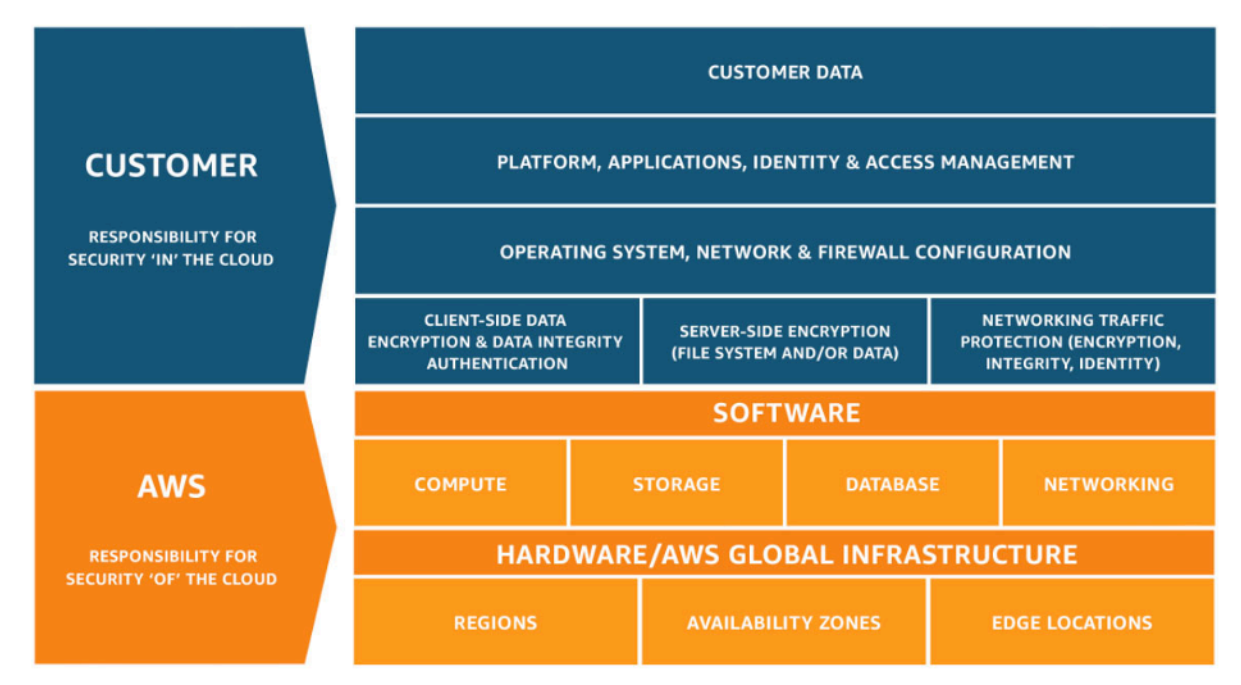 CUSTOMER
RESPONSIBILITY FOR
SECURITY ‘IN’ THE CLOUD
CUSTOMER DATA
PLATFORM, APPLICATIONS, IDENTITY & ACCESS MANAGEMENT
OPERATING SYSTEM, NETWORK & FIREWALL CONFIGURATION
CLIENT-SIDE DATA
ENCRYPTION & DATA INTEGRITY
AUTHENTICATION
SERVER-SIDE ENCRYPTION
(FILE SYSTEM AND/OR DATA)
NETWORKING TRAFFIC
PROTECTION (ENCRYPTION,
INTEGRITY, IDENTITY)
AWS
RESPONSIBILITY FOR
SECURITY ‘OF’ THE CLOUD
SOFTWARE
COMPUTE
STORAGE
DATABASE
NETWORKING
HARDWARE/AWS GLOBAL INFRASTRUCTURE
REGIONS
AVAILABILITY ZONES
EDGE LOCATIONS